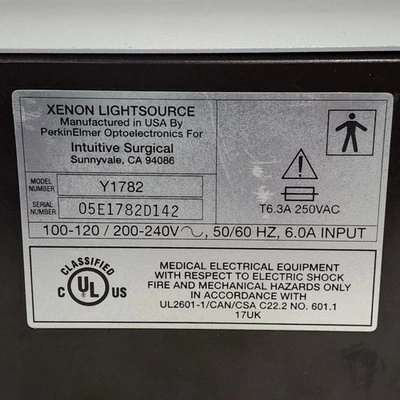 XENON LIGHTSOURCE
Manufactured in USA By
PerkinElmer Optoelectronics For
Intuitive Surgical
Sunnyvale, CA 94086
MODEL NUMBER Y1782
SERIAL NUMBER 05E1782D142
T6.3A 250VAC
100-120 / 200-240V ~, 50/60 HZ, 6.0A INPUT
CLASSIFIED
C UL US
MEDICAL ELECTRICAL EQUIPMENT
WITH RESPECT TO ELECTRIC SHOCK
FIRE AND MECHANICAL HAZARDS ONLY
IN ACCORDANCE WITH
UL2601-1/CAN/CSA C22.2 NO. 601.1
17UK